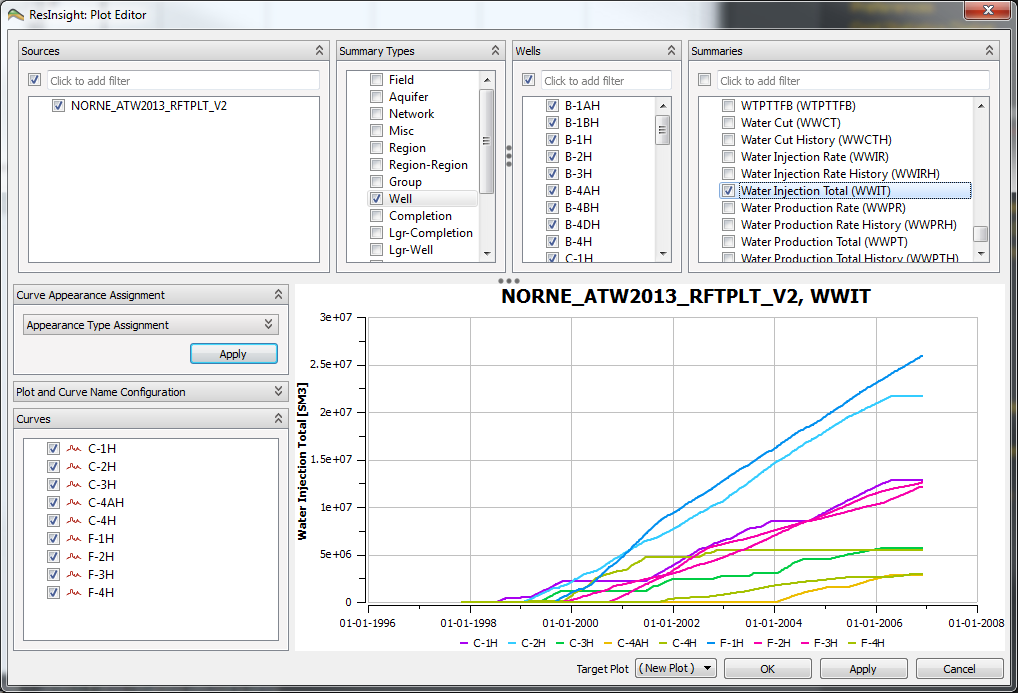 ResInsight: Plot Editor
Sources
Click to add filter
NORNE_ATW2013_RFTPLT_V2
Summary Types
Field
Aquifer
Network
Misc
Region
Region-Region
Group
Well
Completion
Lgr-Completion
Lgr-Well
Wells
Click to add filter
B-1AH
B-1BH
B-1H
B-2H
B-3H
B-4AH
B-4BH
B-4DH
B-4H
C-1H
Summaries
Click to add filter
WTPTTFB (WTPTTFB)
Water Cut (WWCT)
Water Cut History (WWCTH)
Water Injection Rate (WWIR)
Water Injection Rate History (WWIRH)
Water Injection Total (WWIT)
Water Production Rate (WWPR)
Water Production Rate History (WWPRH)
Water Production Total (WWPT)
Water Production Total History (WWPTH)
Curve Appearance Assignment
Appearance Type Assignment
Apply
Plot and Curve Name Configuration
Curves
C-1H
C-2H
C-3H
C-4AH
C-4H
F-1H
F-2H
F-3H
F-4H
NORNE_ATW2013_RFTPLT_V2, WWIT
Water Injection Total [SM3]
3e+07
2.5e+07
2e+07
1.5e+07
1e+07
5e+06
0
01-01-1996
01-01-1998
01-01-2000
01-01-2002
01-01-2004
01-01-2006
01-01-2008
C-1H
C-2H
C-3H
C-4AH
C-4H
F-1H
F-2H
F-3H
F-4H
Target Plot
( New Plot )
OK
Apply
Cancel